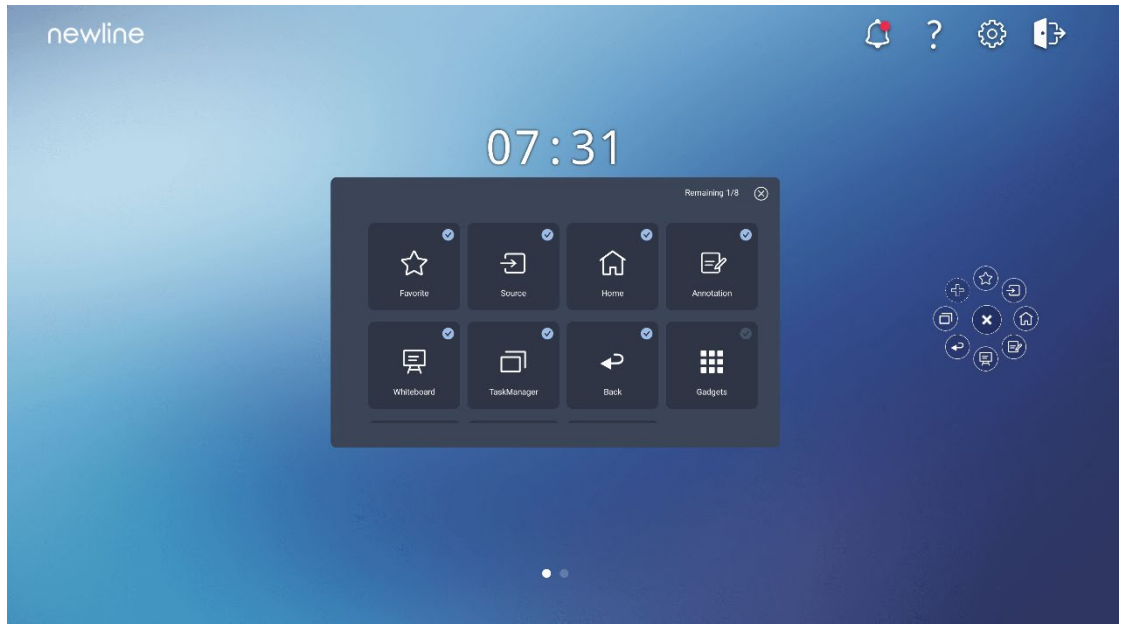 newline
07:31
Remaining 1/8
Favorite Source Home Annotation
Whiteboard TaskManager Back Gadgets